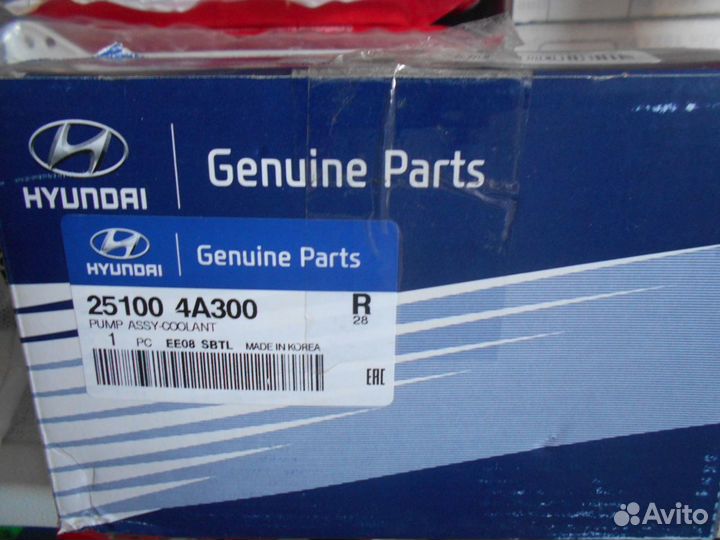 HYUNDAI
Genuine Parts
HYUNDAI
Genuine Parts
25100 4A300
R
PUMP ASSY-COOLANT
28
1 PC EE08 SBTL MADE IN KOREA
EAC
Avito